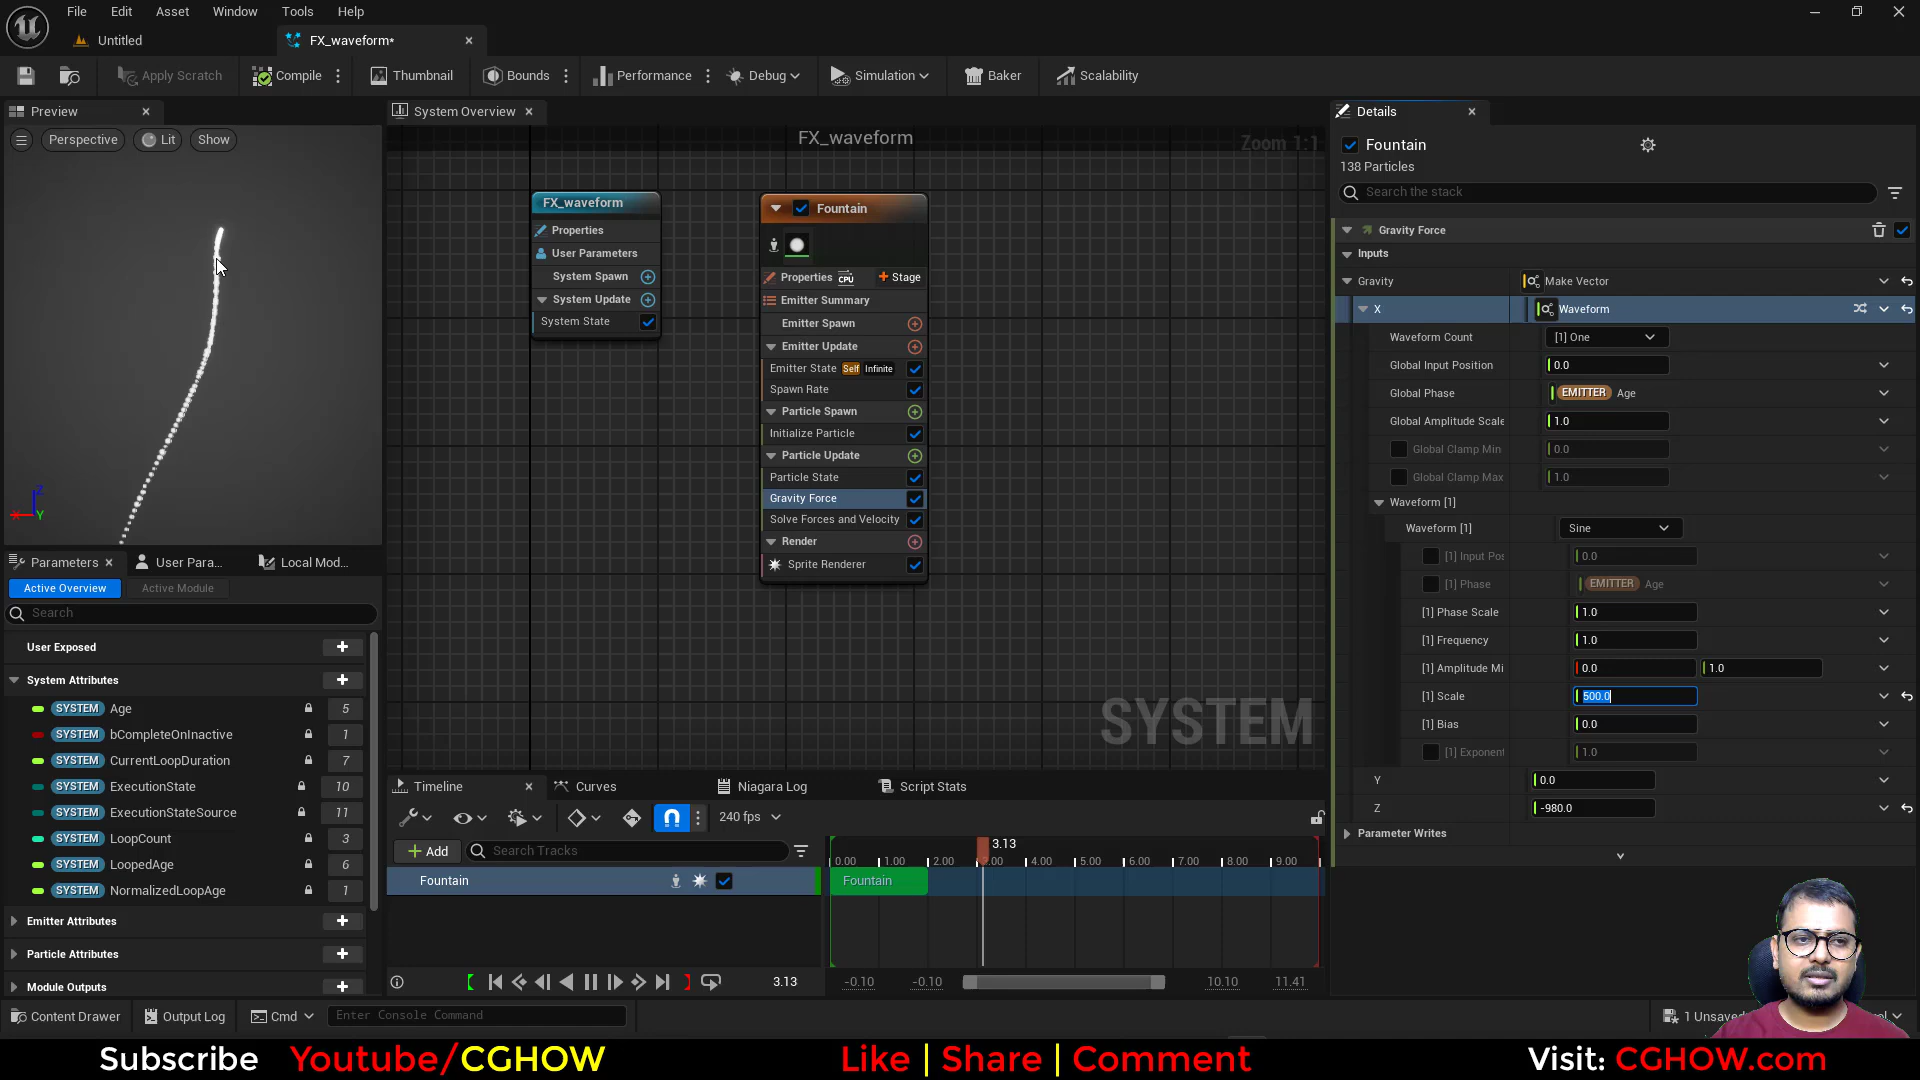 File Edit Asset Window Tools Help
Untitled
FX_waveform*
Apply Scratch
Compile
Thumbnail
Bounds
Performance
Debug
Simulation
Baker
Scalability
Preview
Perspective
Lit
Show
X
Y
Z
System Overview
FX_waveform
Zoom 1:1
FX_waveform
Properties
User Parameters
System Spawn
System Update
System State
Fountain
Properties CPU Stage
Emitter Summary
Emitter Spawn
Emitter Update
Emitter State Self Infinite
Spawn Rate
Particle Spawn
Initialize Particle
Particle Update
Particle State
Gravity Force
Solve Forces and Velocity
Render
Sprite Renderer
SYSTEM
Details
Fountain
138 Particles
Search the stack
Gravity Force
Inputs
Gravity Make Vector
X Waveform
Waveform Count [1] One
Global Input Position 0.0
Global Phase EMITTER Age
Global Amplitude Scale 1.0
Global Clamp Min 0.0
Global Clamp Max 1.0
Waveform [1]
Waveform [1] Sine
[1] Input Pos 0.0
[1] Phase EMITTER Age
[1] Phase Scale 1.0
[1] Frequency 1.0
[1] Amplitude Mi 0.0 1.0
[1] Scale 500.0
[1] Bias 0.0
[1] Exponent 1.0
Y 0.0
Z -980.0
Parameter Writes
Parameters
User Para...
Local Mod...
Active Overview
Active Module
Search
User Exposed
System Attributes
SYSTEM Age 5
SYSTEM bCompleteOnInactive 1
SYSTEM CurrentLoopDuration 7
SYSTEM ExecutionState 10
SYSTEM ExecutionStateSource 11
SYSTEM LoopCount 3
SYSTEM LoopedAge 6
SYSTEM NormalizedLoopAge 1
Emitter Attributes
Particle Attributes
Module Outputs
Timeline
Curves
Niagara Log
Script Stats
240 fps
Add
Search Tracks
3.13
0.00 1.00 2.00 3.00 4.00 5.00 6.00 7.00 8.00 9.00
Fountain
Fountain
3.13
-0.10 -0.10 10.10 11.41
Content Drawer
Output Log
Cmd
Enter Console Command
1 Unsaved
Subscribe Youtube/CGHOW Like | Share | Comment Visit: CGHOW.com